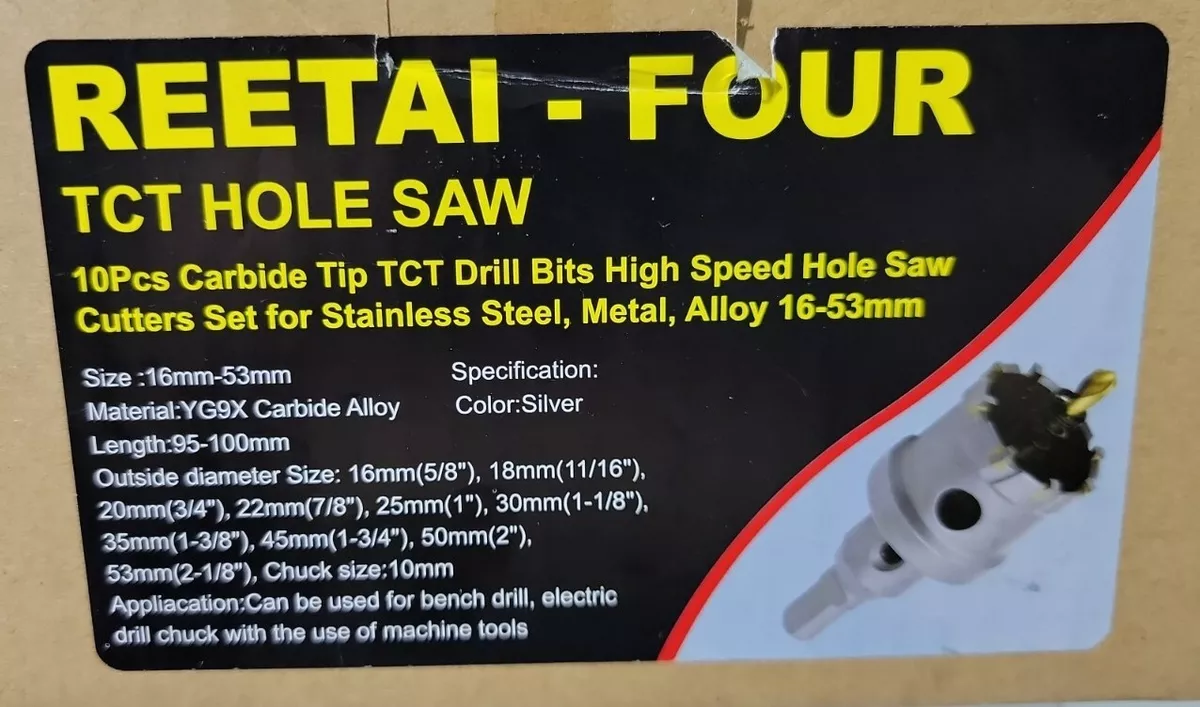 REETAI - FOUR
TCT HOLE SAW
10Pcs Carbide Tip TCT Drill Bits High Speed Hole Saw
Cutters Set for Stainless Steel, Metal, Alloy 16-53mm
Size :16mm-53mm
Specification:
Material:YG9X Carbide Alloy
Color:Silver
Length:95-100mm
Outside diameter Size: 16mm(5/8"), 18mm(11/16"),
20mm(3/4"), 22mm(7/8"), 25mm(1"), 30mm(1-1/8"),
35mm(1-3/8"), 45mm(1-3/4"), 50mm(2"),
53mm(2-1/8"), Chuck size:10mm
Appliacation:Can be used for bench drill, electric
drill chuck with the use of machine tools